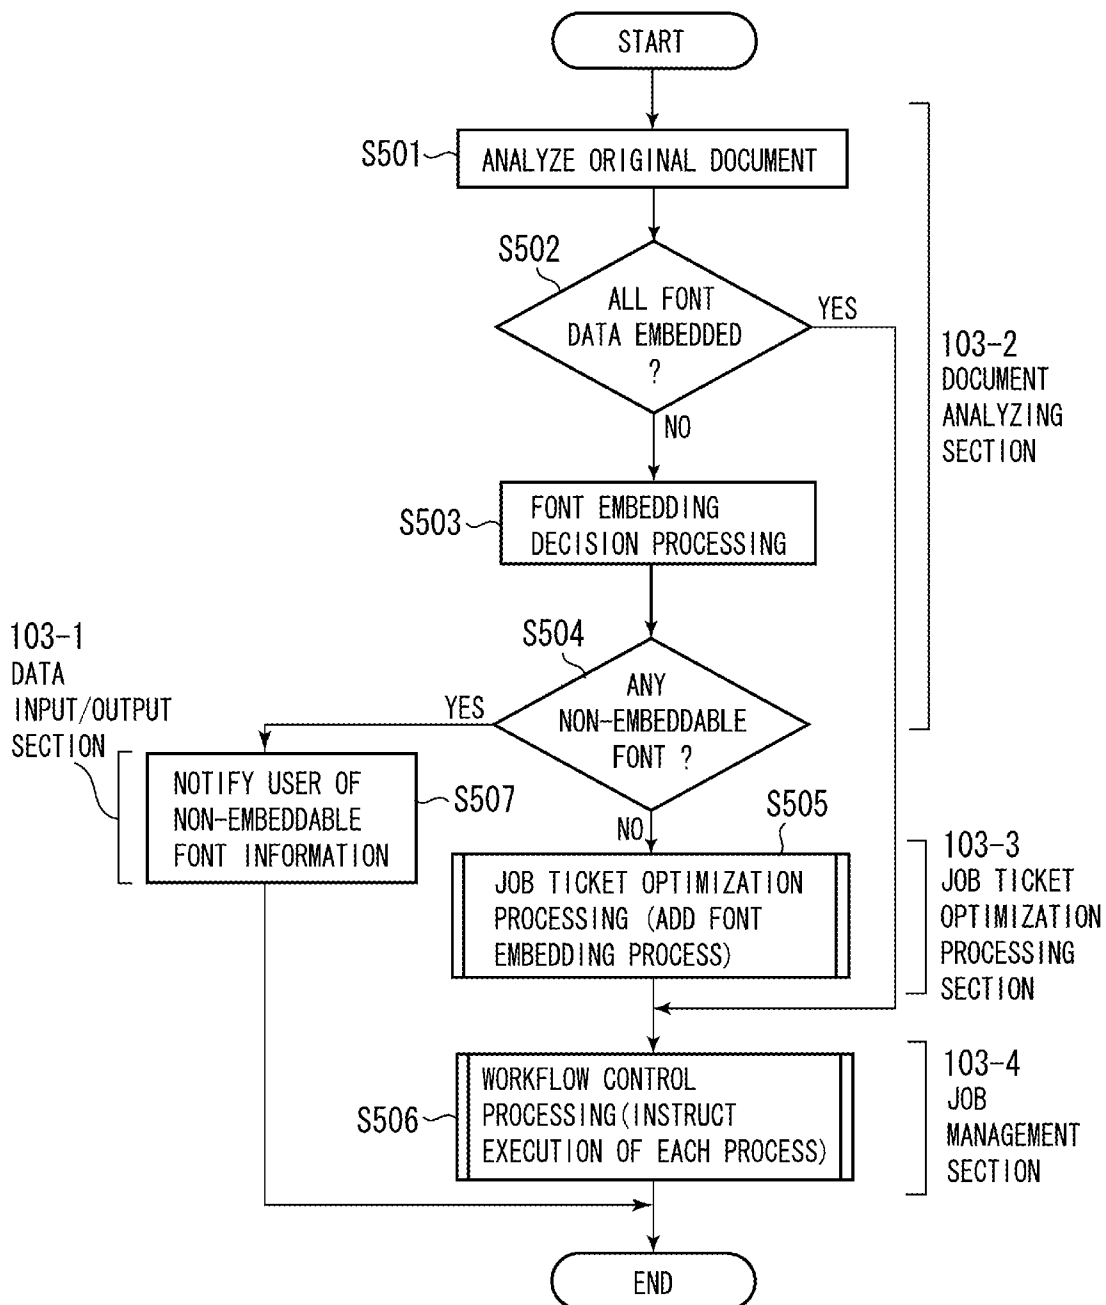 START
S501
ANALYZE ORIGINAL DOCUMENT
S502
ALL FONT
DATA EMBEDDED
?
YES
NO
103-2
DOCUMENT
ANALYZING
SECTION
S503
FONT EMBEDDING
DECISION PROCESSING
103-1
DATA
INPUT/OUTPUT
SECTION
S504
ANY
NON-EMBEDDABLE
FONT ?
YES
NO
NOTIFY USER OF
NON-EMBEDDABLE
FONT INFORMATION
S507
S505
JOB TICKET OPTIMIZATION
PROCESSING (ADD FONT
EMBEDDING PROCESS)
103-3
JOB TICKET
OPTIMIZATION
PROCESSING
SECTION
S506
WORKFLOW CONTROL
PROCESSING(INSTRUCT
EXECUTION OF EACH PROCESS)
103-4
JOB
MANAGEMENT
SECTION
END